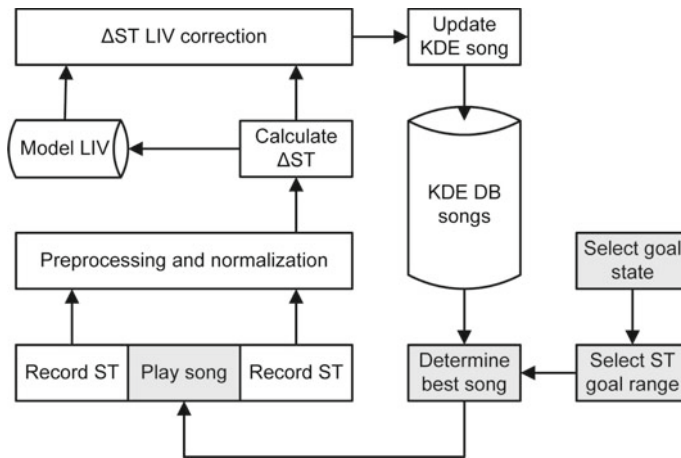 ΔST LIV correction
Update
KDE song
Model LIV
Calculate
ΔST
KDE DB
songs
Preprocessing and normalization
Select goal
state
Record ST
Play song
Record ST
Determine
best song
Select ST
goal range